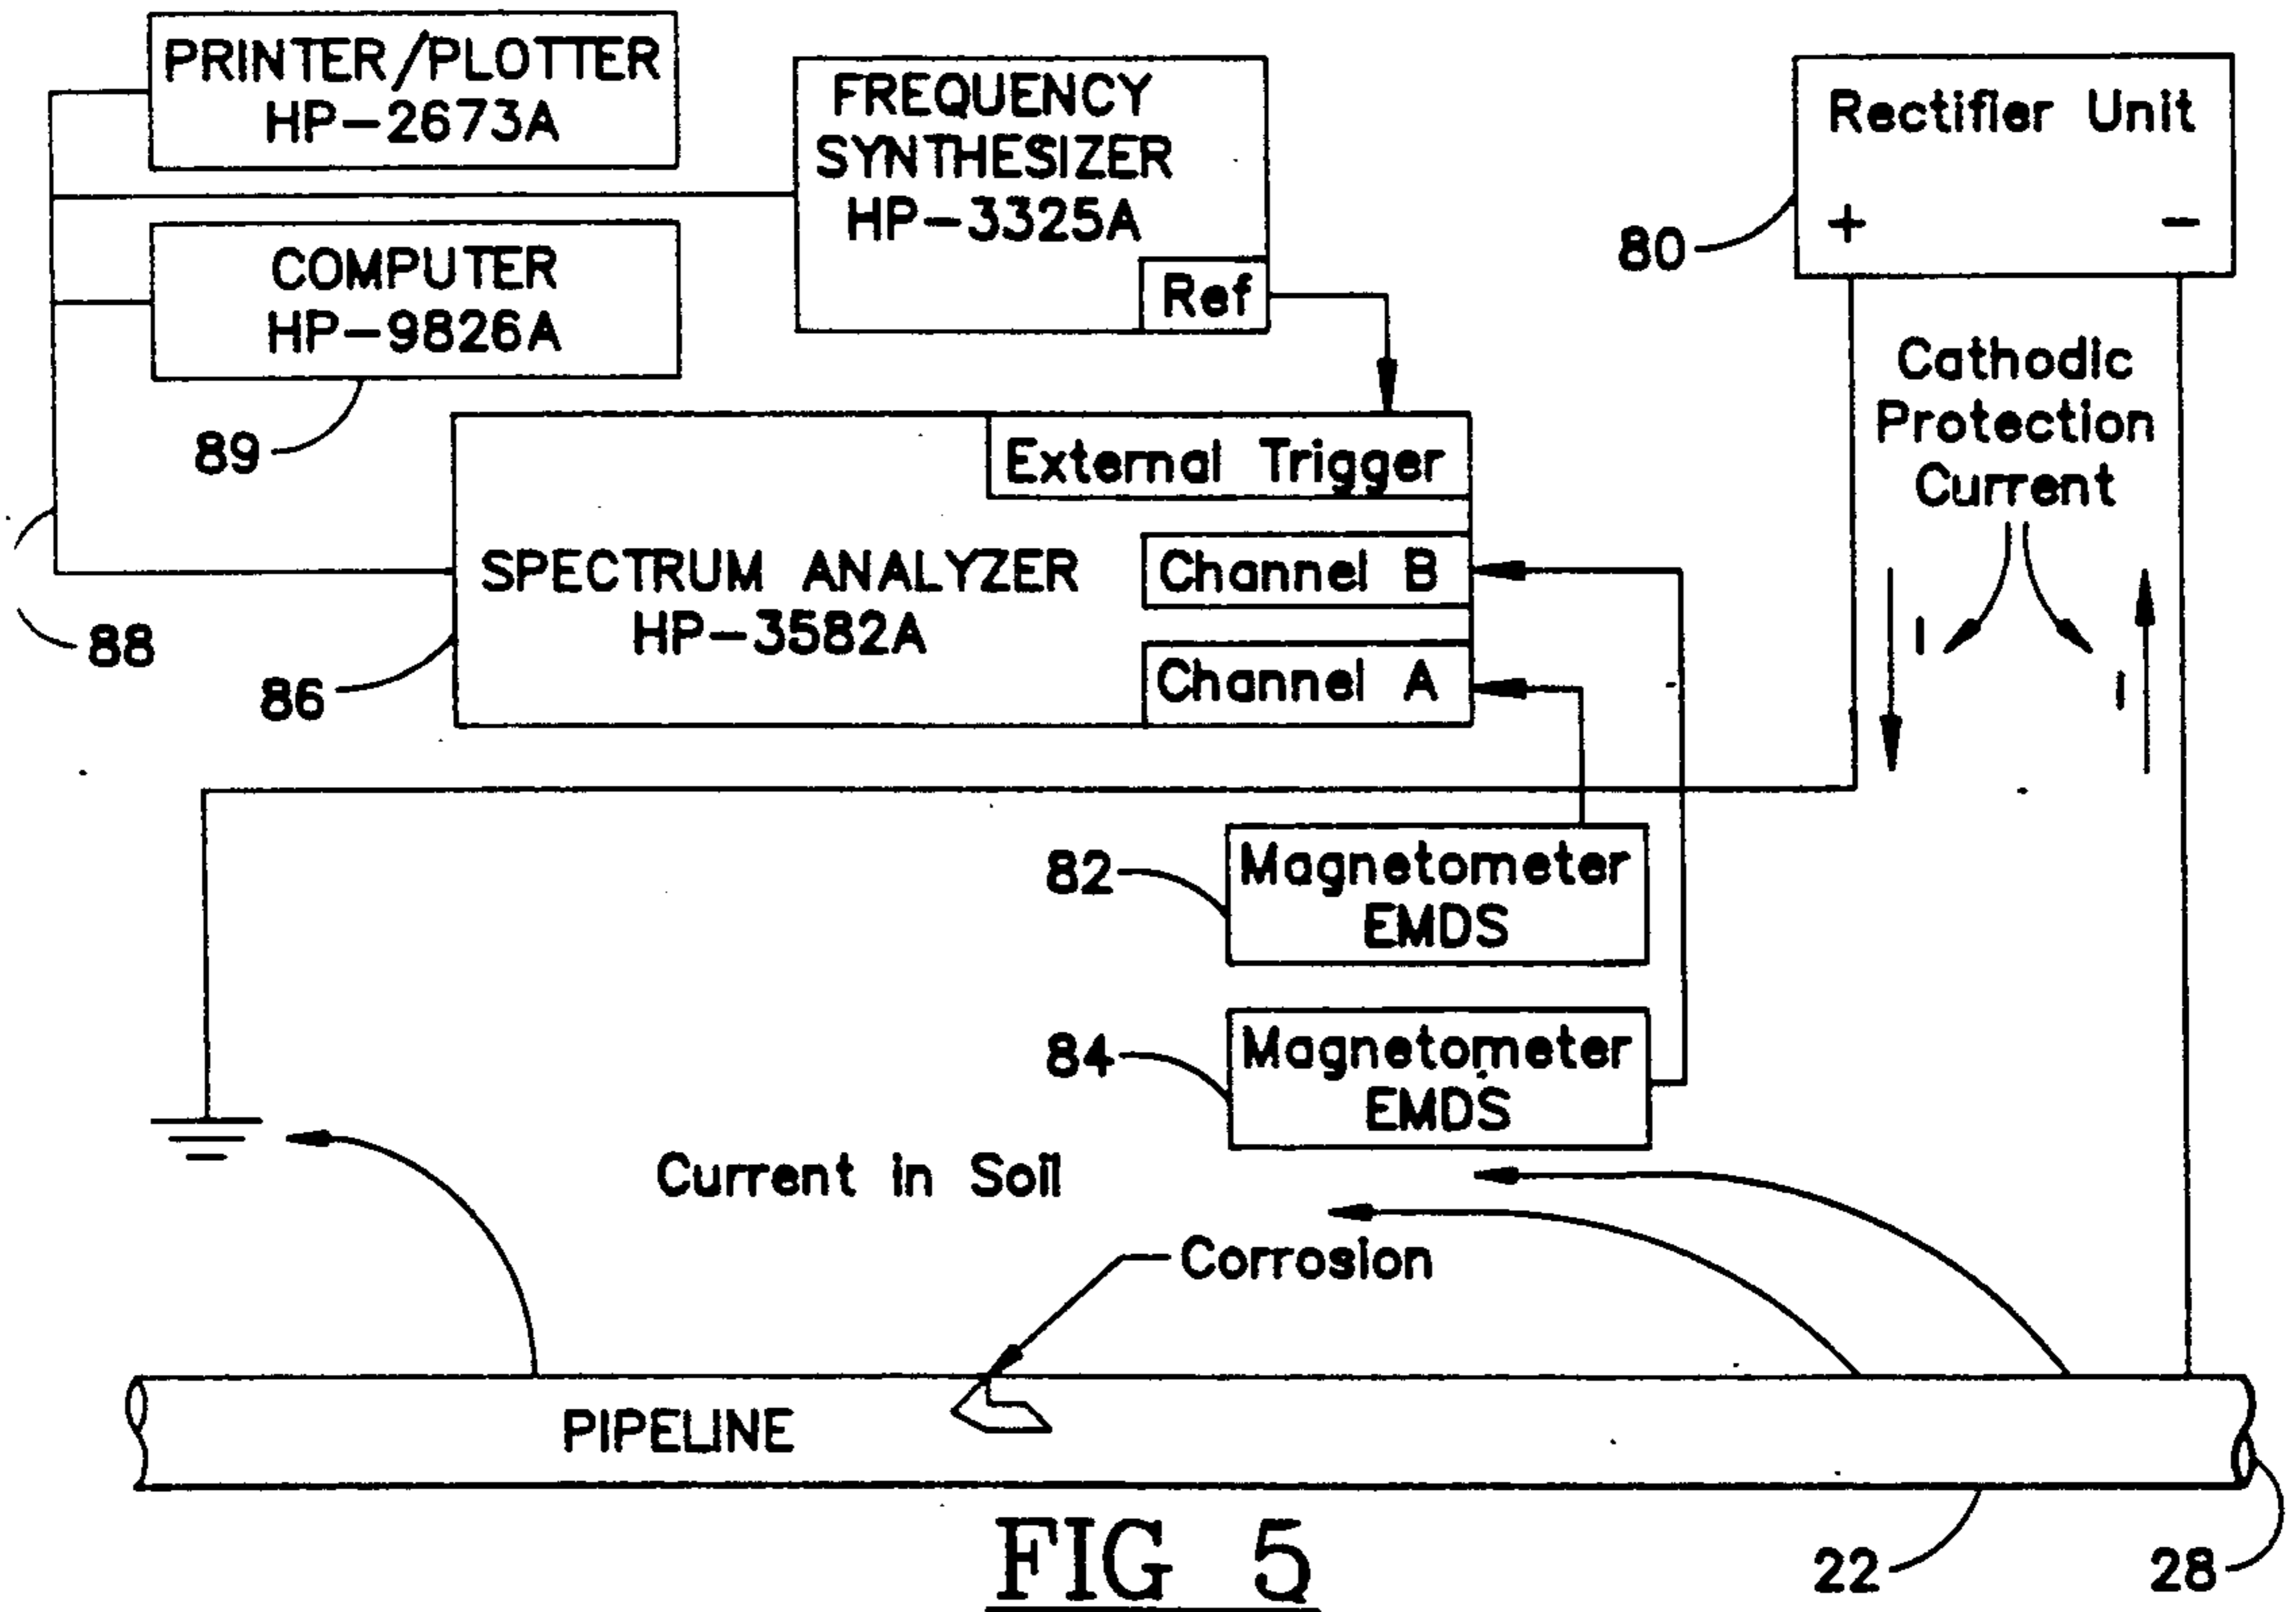 PRINTER/PLOTTER
HP-2673A
FREQUENCY
SYNTHESIZER
HP-3325A
Ref
Rectifier Unit
+ -
80
COMPUTER
HP-9826A
89
Cathodic
Protection
Current
External Trigger
SPECTRUM ANALYZER
HP-3582A
Channel B
Channel A
88
86
I
I
82
Magnetometer
EMDS
84
Magnetometer
EMDS
Current in Soil
Corrosion
PIPELINE
22
28
FIG 5